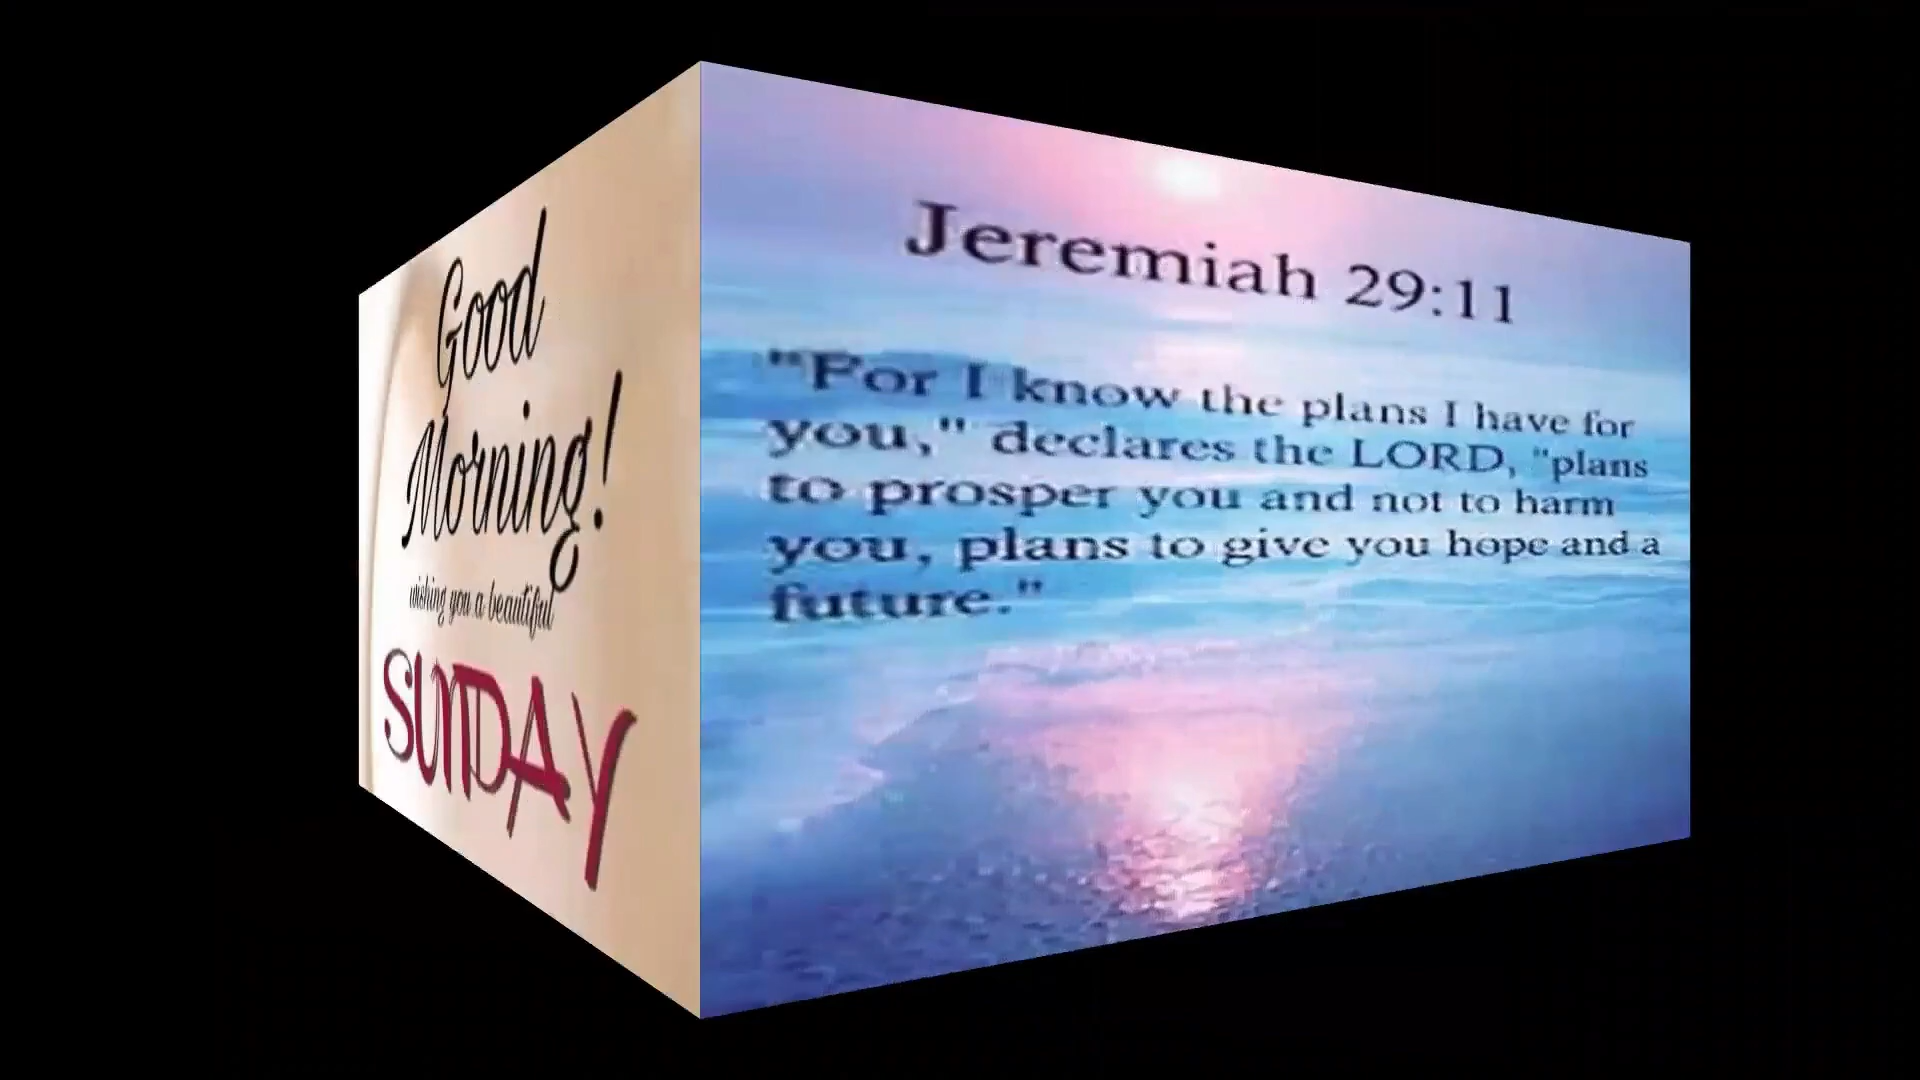 Good
Morning!
wishing you a beautiful
SUNDAY
Jeremiah 29:11
"For I know the plans I have for
you," declares the LORD, "plans
to prosper you and not to harm
you, plans to give you hope and a
future."